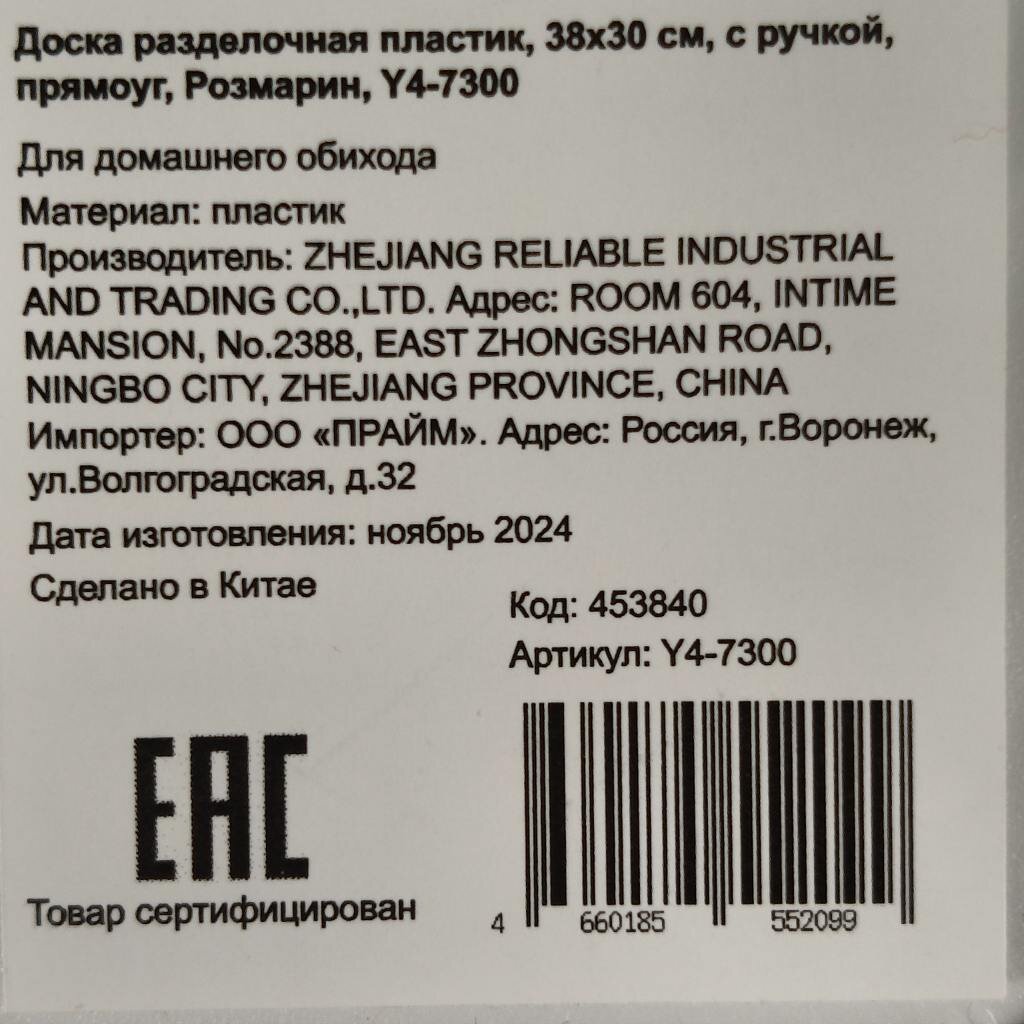 Доска разделочная пластик, 38х30 см, с ручкой,
прямоуг, Розмарин, Y4-7300
Для домашнего обихода
Материал: пластик
Производитель: ZHEJIANG RELIABLE INDUSTRIAL
AND TRADING CO.,LTD. Адрес: ROOM 604, INTIME
MANSION, No.2388, EAST ZHONGSHAN ROAD,
NINGBO CITY, ZHEJIANG PROVINCE, CHINA
Импортер: ООО «ПРАЙМ». Адрес: Россия, г.Воронеж,
ул.Волгоградская, д.32
Дата изготовления: ноябрь 2024
Сделано в Китае
Код: 453840
Артикул: Y4-7300
EAC
Товар сертифицирован
4 660185 552099